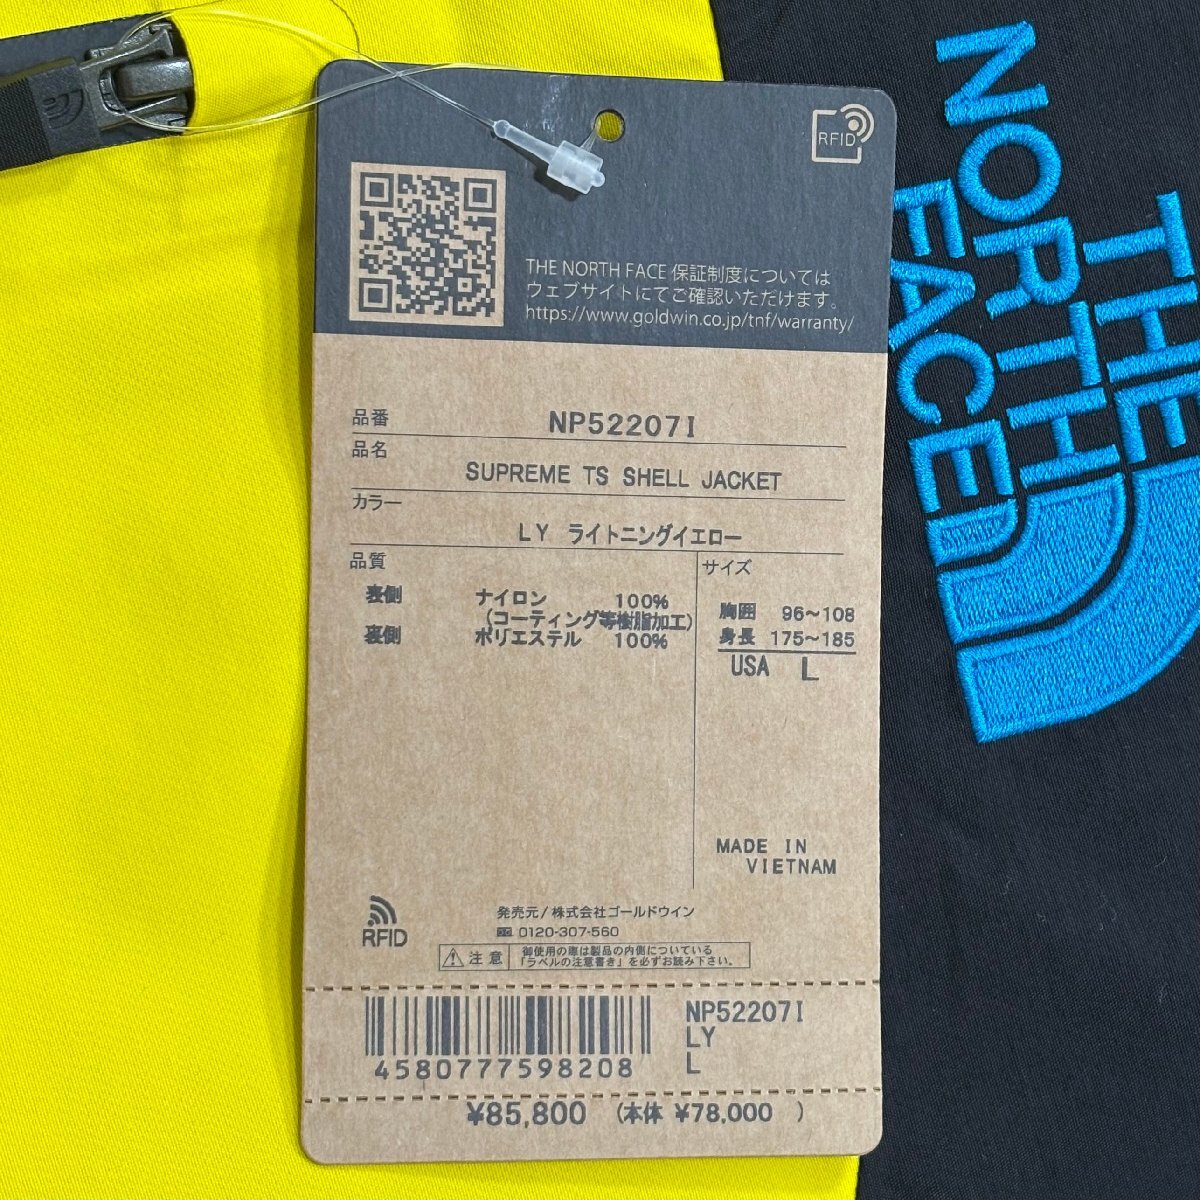 RFID
THE NORTH FACE 保証制度については
ウェブサイトにてご確認いただけます。
https://www.goldwin.co.jp/tnf/warranty/
品番 NP52207I
品名
SUPREME TS SHELL JACKET
カラー
LY ライトニングイエロー
品質
表側 ナイロン 100%
(コーティング等樹脂加工)
裏側 ポリエステル 100%
サイズ
胸囲 96~108
身長 175~185
USA L
MADE IN
VIETNAM
RFID
発売元/株式会社ゴールドウイン
0120-307-560
注意 御使用の際は製品の内側についている
「ラベルの注意書き」を必ずお読み下さい。
4580777598208
NP52207I
LY
L
¥85,800 (本体 ¥78,000 )
THE
NORTH
FACE